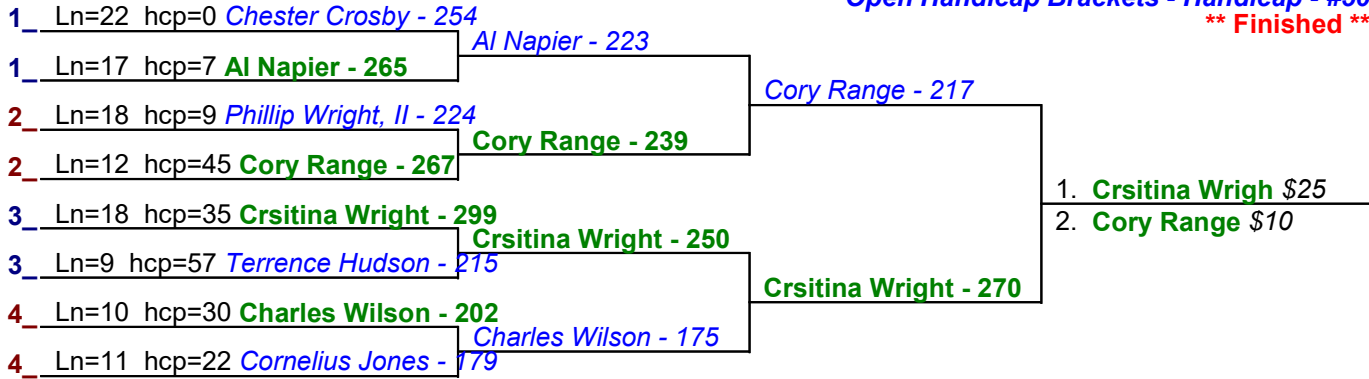 Open Handicap Brackets - Handicap - #30
** Finished **
1_ Ln=22 hcp=0 Chester Crosby - 254
Al Napier - 223
1_ Ln=17 hcp=7 Al Napier - 265
Cory Range - 217
2_ Ln=18 hcp=9 Phillip Wright, II - 224
Cory Range - 239
2_ Ln=12 hcp=45 Cory Range - 267
1. Crsitina Wrigh $25
2. Cory Range $10
3_ Ln=18 hcp=35 Crsitina Wright - 299
Crsitina Wright - 250
3_ Ln=9 hcp=57 Terrence Hudson - 215
Crsitina Wright - 270
4_ Ln=10 hcp=30 Charles Wilson - 202
Charles Wilson - 175
4_ Ln=11 hcp=22 Cornelius Jones - 179